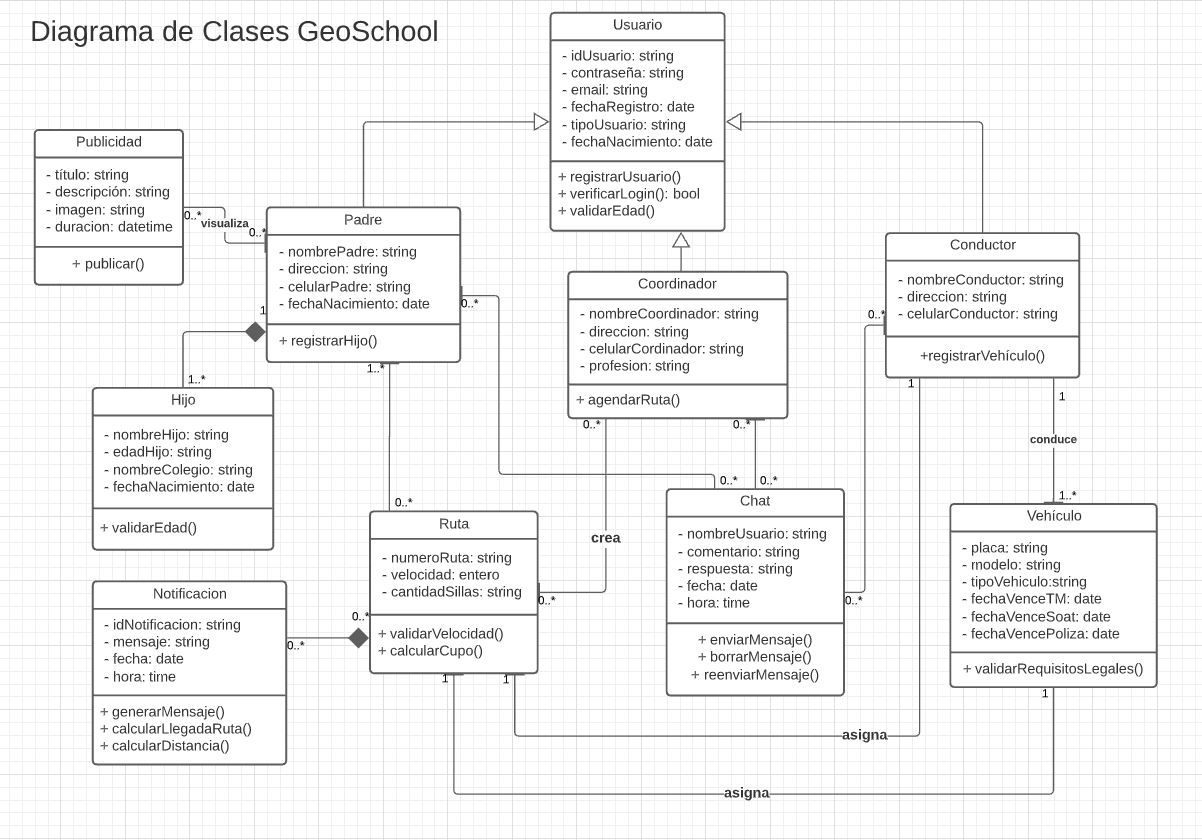 Diagrama de Clases GeoSchool
Usuario
- idUsuario: string
- contraseña: string
- email: string
- fechaRegistro: date
- tipoUsuario: string
- fechaNacimiento: date
+ registrarUsuario()
+ verificarLogin(): bool
+ validarEdad()
Publicidad
- título: string
- descripción: string
- imagen: string
- duracion: datetime
+ publicar()
0..*
visualiza
0..*
Padre
- nombrePadre: string
- direccion: string
- celularPadre: string
- fechaNacimiento: date
+ registrarHijo()
0..*
1
1..*
1..*
Coordinador
- nombreCoordinador: string
- direccion: string
- celularCordinador: string
- profesion: string
+ agendarRuta()
0..*
0..*
Conductor
- nombreConductor: string
- direccion: string
- celularConductor: string
+registrarVehículo()
0..*
1
1
conduce
1..*
Hijo
- nombreHijo: string
- edadHijo: string
- nombreColegio: string
- fechaNacimiento: date
+ validarEdad()
0..*
Ruta
- numeroRuta: string
- velocidad: entero
- cantidadSillas: string
+ validarVelocidad()
+ calcularCupo()
0..*
0..*
1
1
crea
0..*
0..*
Chat
- nombreUsuario: string
- comentario: string
- respuesta: string
- fecha: date
- hora: time
+ enviarMensaje()
+ borrarMensaje()
+ reenviarMensaje()
0..*
Vehículo
- placa: string
- modelo: string
- tipoVehiculo:string
- fechaVenceTM: date
- fechaVenceSoat: date
- fechaVencePoliza: date
+ validarRequisitosLegales()
1
Notificacion
- idNotificacion: string
- mensaje: string
- fecha: date
- hora: time
+ generarMensaje()
+ calcularLlegadaRuta()
+ calcularDistancia()
0..*
asigna
asigna